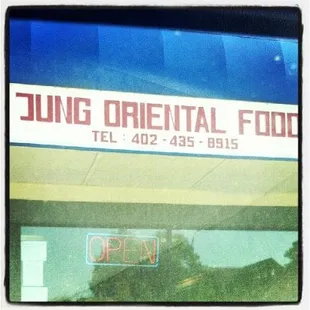 JUNG ORIENTAL FOOD
TEL : 402 - 435 - 8915
OPEN